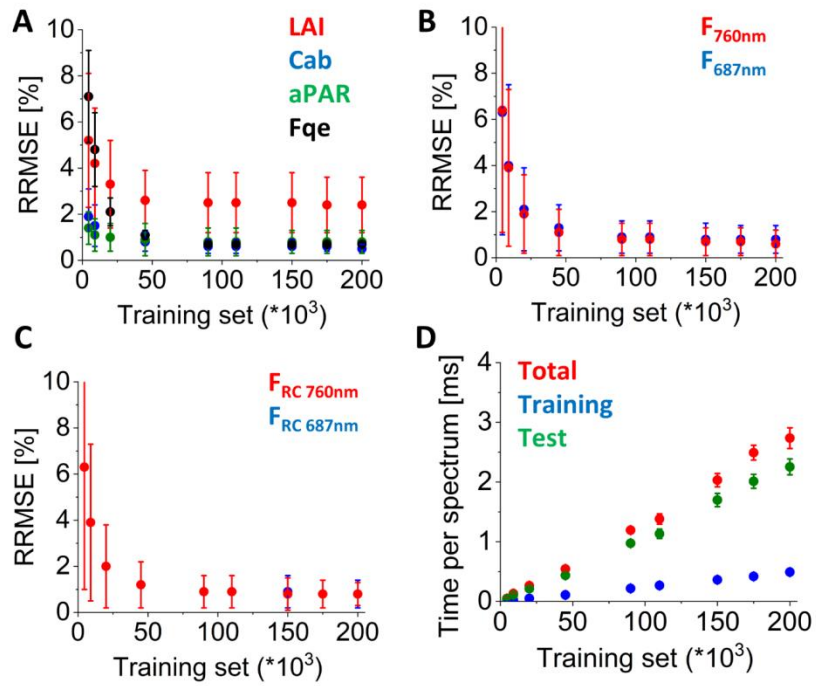 A
LAI
Cab
aPAR
Fqe
RRMSE [%]
10
8
6
4
2
0
0 50 100 150 200
Training set (*10³)
B
F760nm
F687nm
RRMSE [%]
10
8
6
4
2
0
0 50 100 150 200
Training set (*10³)
C
FRC 760nm
FRC 687nm
RRMSE [%]
10
8
6
4
2
0
0 50 100 150 200
Training set (*10³)
D
Total
Training
Test
Time per spectrum [ms]
4
3
2
1
0
0 50 100 150 200
Training set (*10³)